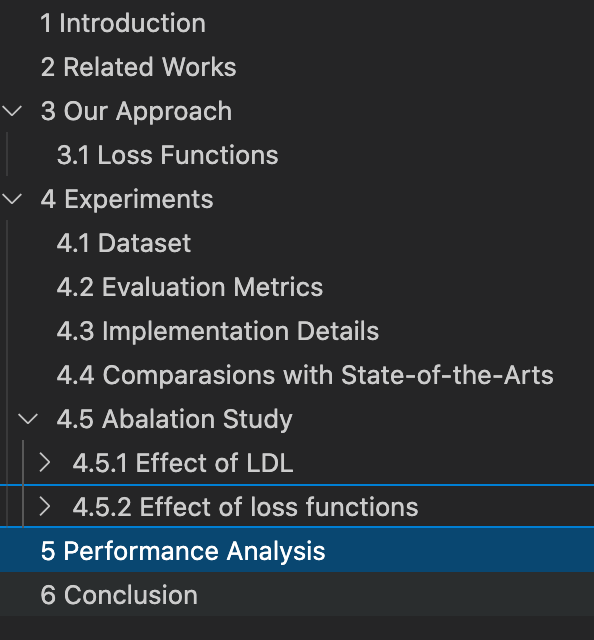 1 Introduction
2 Related Works
3 Our Approach
3.1 Loss Functions
4 Experiments
4.1 Dataset
4.2 Evaluation Metrics
4.3 Implementation Details
4.4 Comparasions with State-of-the-Arts
4.5 Abalation Study
4.5.1 Effect of LDL
4.5.2 Effect of loss functions
5 Performance Analysis
6 Conclusion